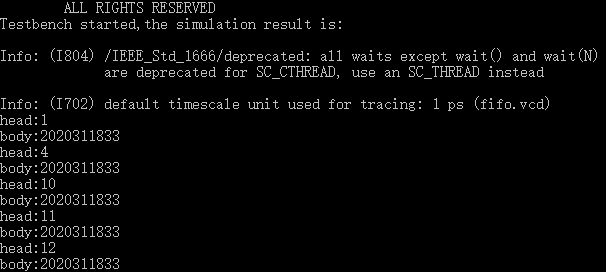 ALL RIGHTS RESERVED
Testbench started,the simulation result is:
Info: (I804) /IEEE_Std_1666/deprecated: all waits except wait() and wait(N)
are deprecated for SC_CTHREAD, use an SC_THREAD instead
Info: (I702) default timescale unit used for tracing: 1 ps (fifo.vcd)
head:1
body:2020311833
head:4
body:2020311833
head:10
body:2020311833
head:11
body:2020311833
head:12
body:2020311833